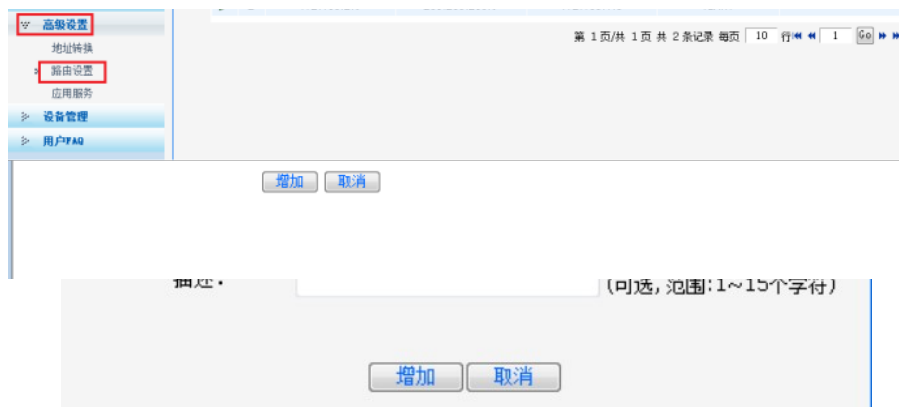 高级设置
地址转换
路由设置
应用服务
设备管理
用户FAQ
第 1页/共 1页 共 2条记录 每页 10 行 1 Go
增加 取消
描述: (可选,范围:1~15个字符)
增加 取消